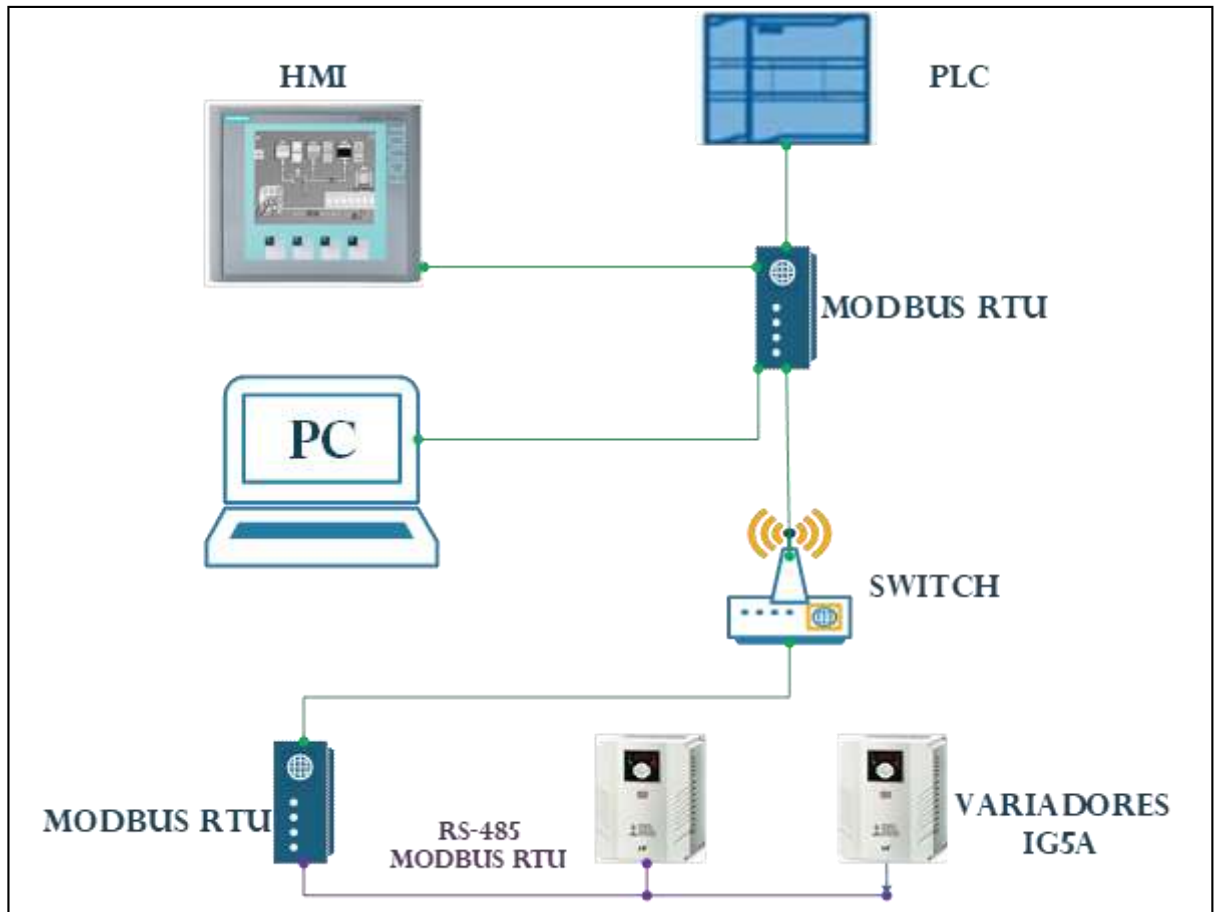 HMI
PLC
MODBUS RTU
PC
SWITCH
MODBUS RTU
RS-485
MODBUS RTU
VARIADORES
IG5A